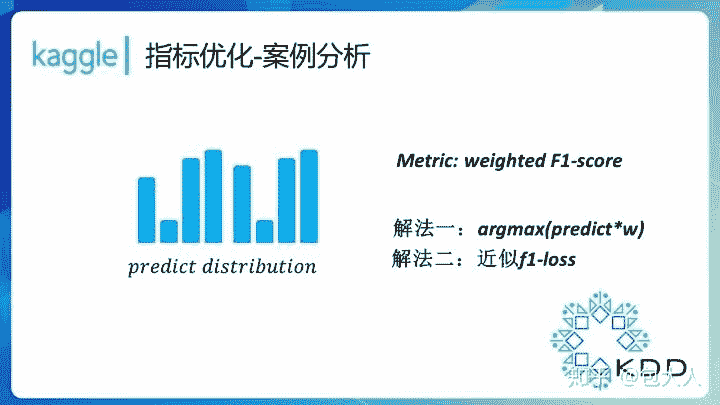 kaggle 指标优化-案例分析
Metric: weighted F1-score
解法一：argmax(predict*w)
解法二：近似f1-loss
predict distribution
KDD
知乎 @包大人